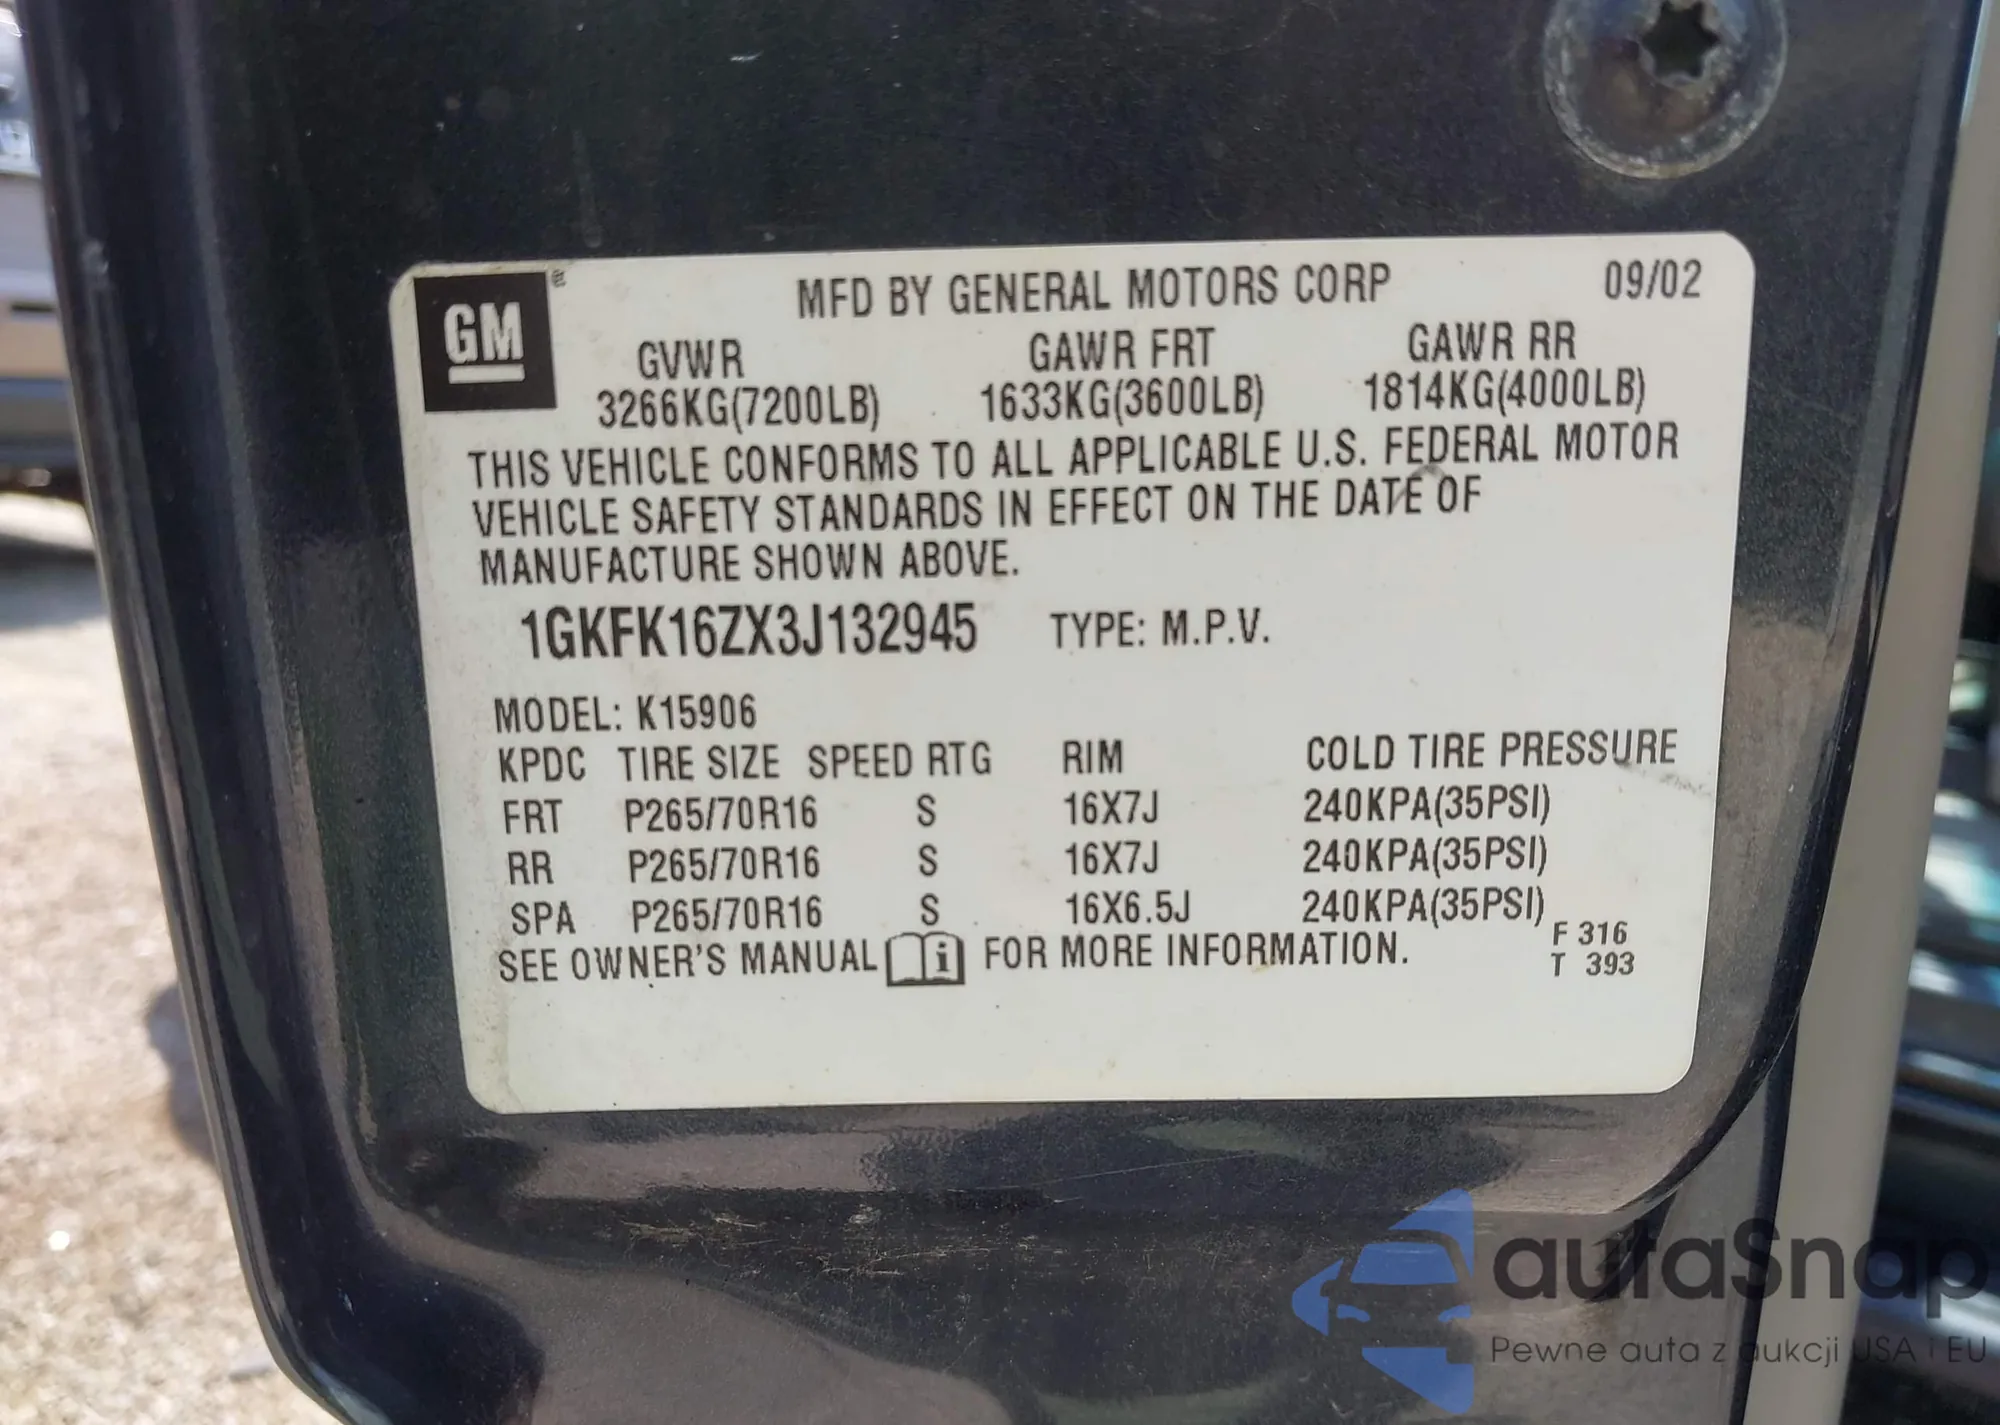 GM ®
MFD BY GENERAL MOTORS CORP 09/02
GVWR GAWR FRT GAWR RR
3266KG(7200LB) 1633KG(3600LB) 1814KG(4000LB)
THIS VEHICLE CONFORMS TO ALL APPLICABLE U.S. FEDERAL MOTOR
VEHICLE SAFETY STANDARDS IN EFFECT ON THE DATE OF
MANUFACTURE SHOWN ABOVE.
1GKFK16ZX3J132945 TYPE: M.P.V.
MODEL: K15906
KPDC TIRE SIZE SPEED RTG RIM COLD TIRE PRESSURE
FRT P265/70R16 S 16X7J 240KPA(35PSI)
RR P265/70R16 S 16X7J 240KPA(35PSI)
SPA P265/70R16 S 16X6.5J 240KPA(35PSI)
SEE OWNER'S MANUAL i FOR MORE INFORMATION.
F 316
T 393
autaSnap
Pewne auta z aukcji USA i EU